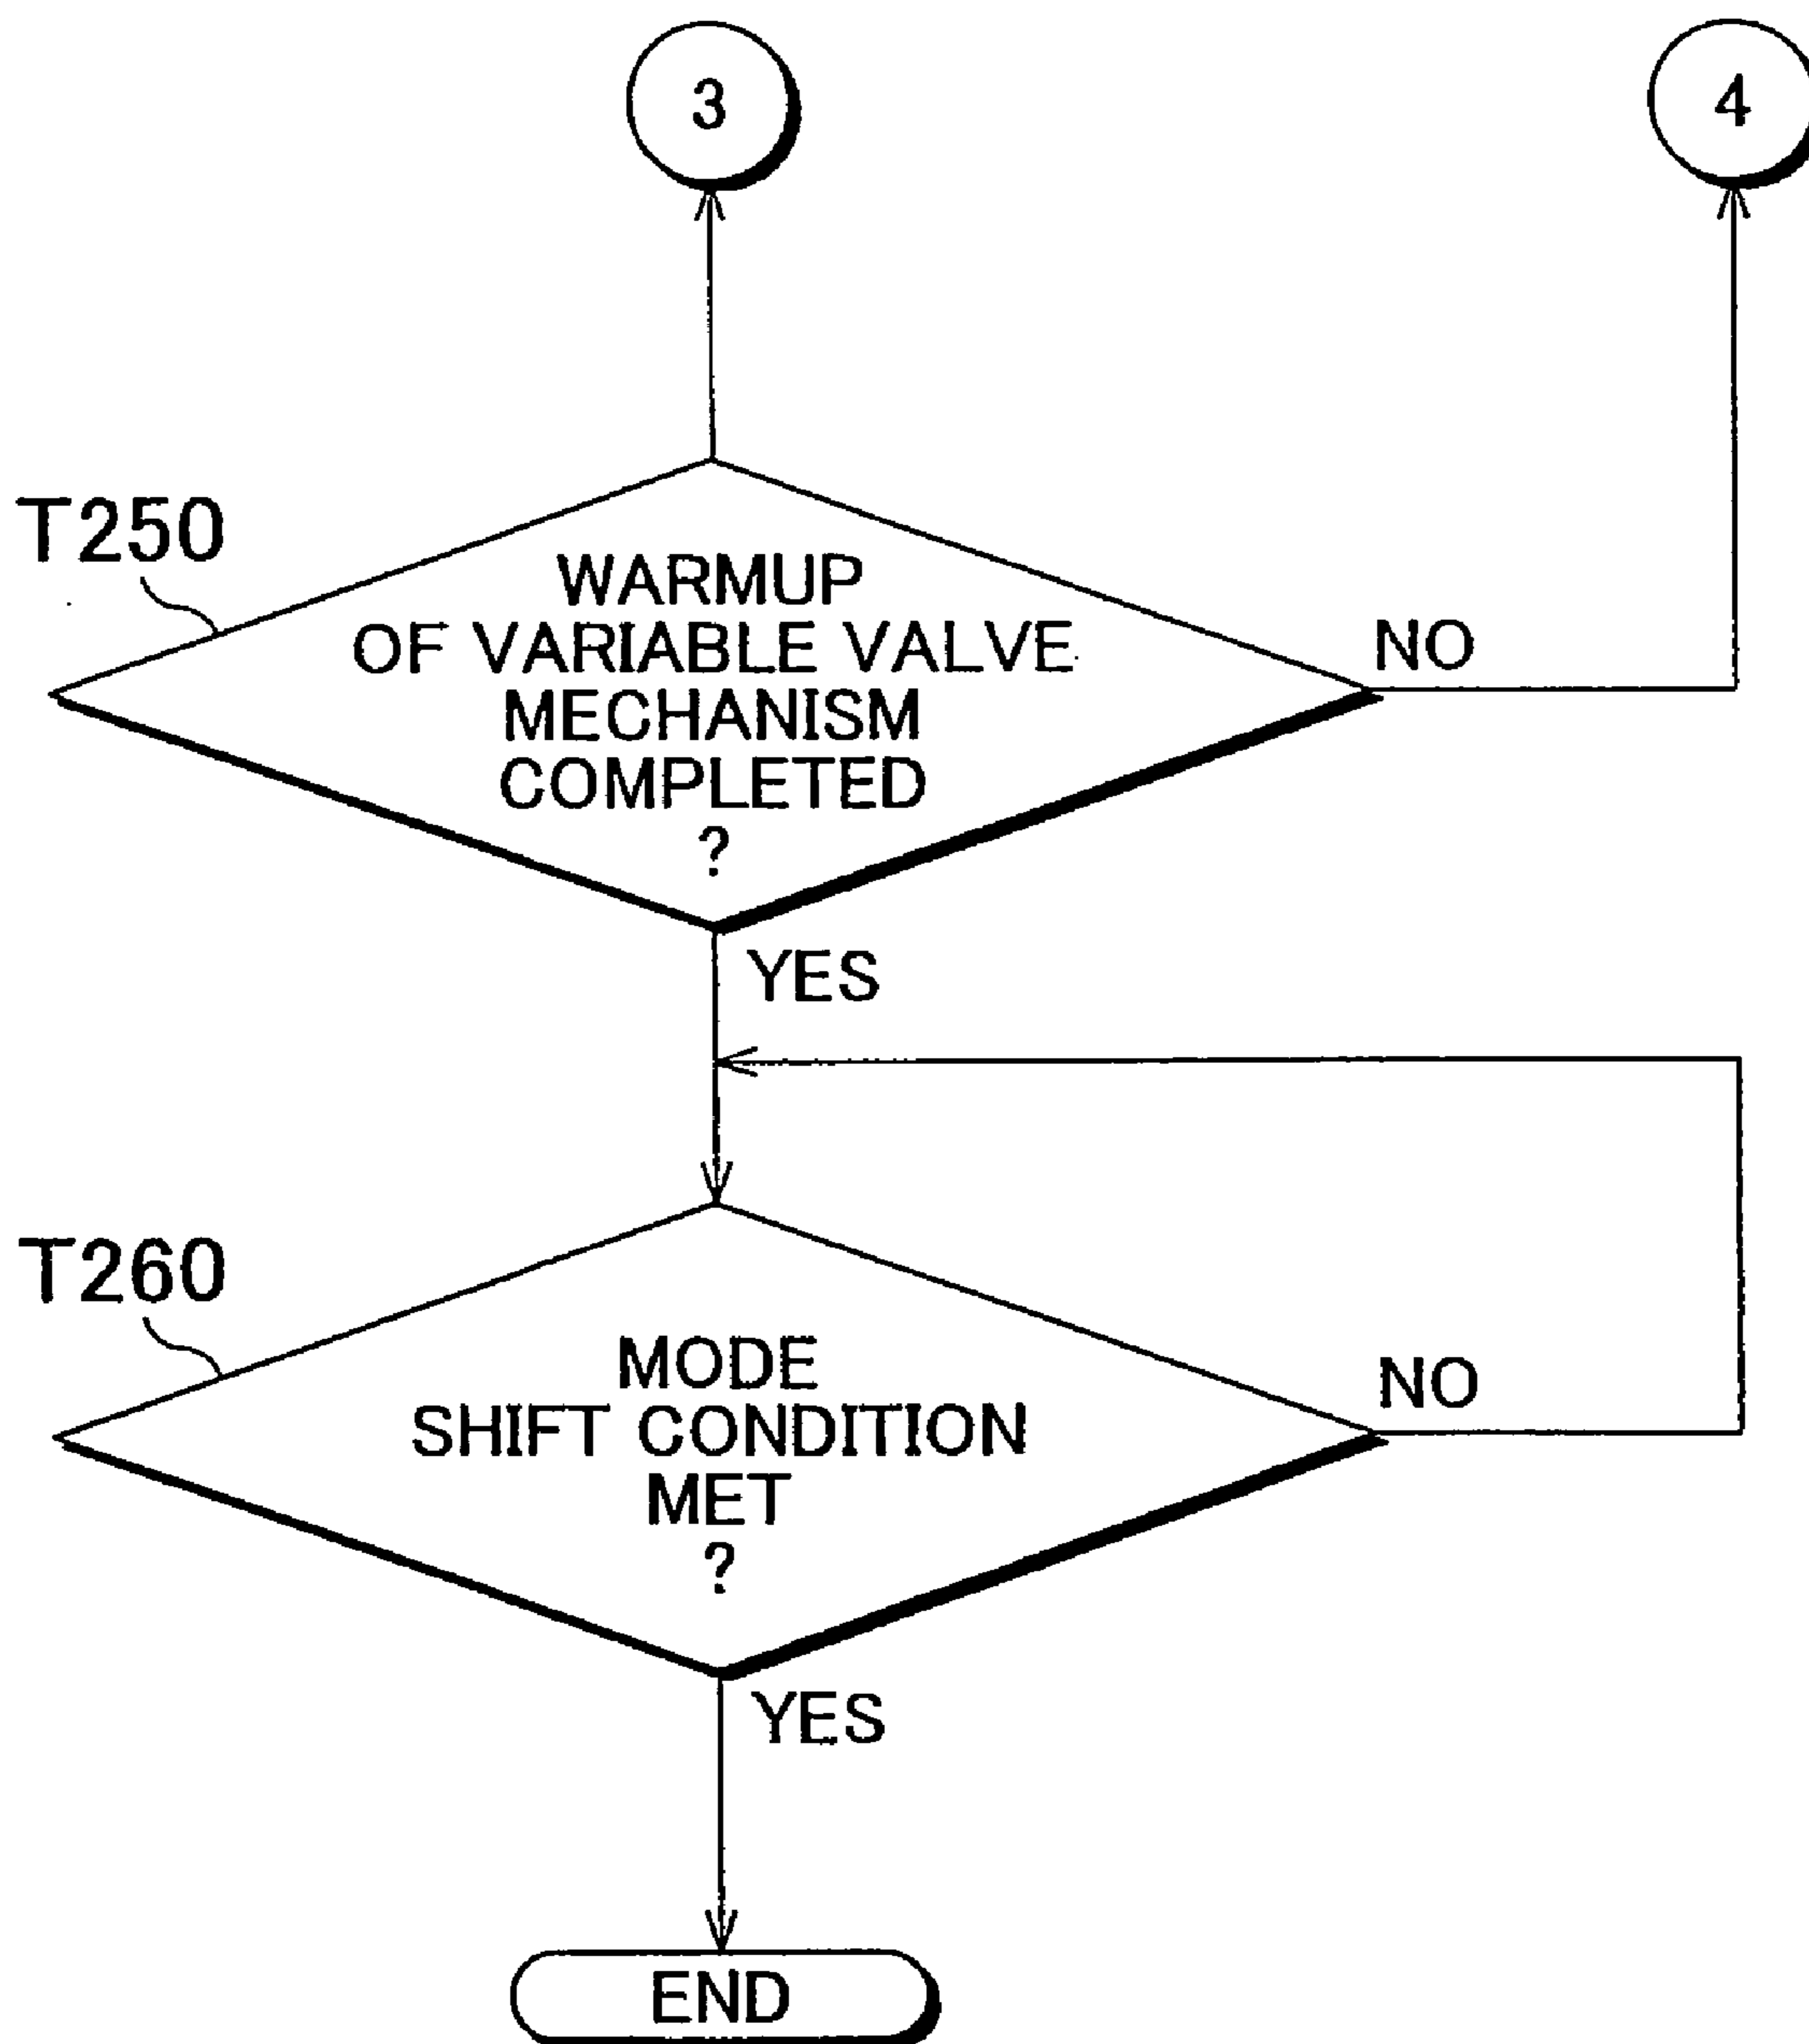 3
4
T250
WARMUP
OF VARIABLE VALVE
MECHANISM
COMPLETED
?
NO
YES
T260
MODE
SHIFT CONDITION
MET
?
NO
YES
END